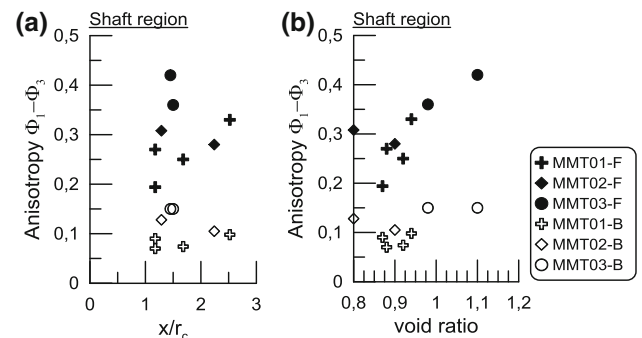 (a)
Shaft region
0,5
0,4
0,3
0,2
0,1
0
Anisotropy Φ1–Φ3
0 1 2 3
x/rc
(b)
Shaft region
0,5
0,4
0,3
0,2
0,1
0
Anisotropy Φ1–Φ3
0,8 0,9 1 1,1 1,2
void ratio
MMT01-F
MMT02-F
MMT03-F
MMT01-B
MMT02-B
MMT03-B